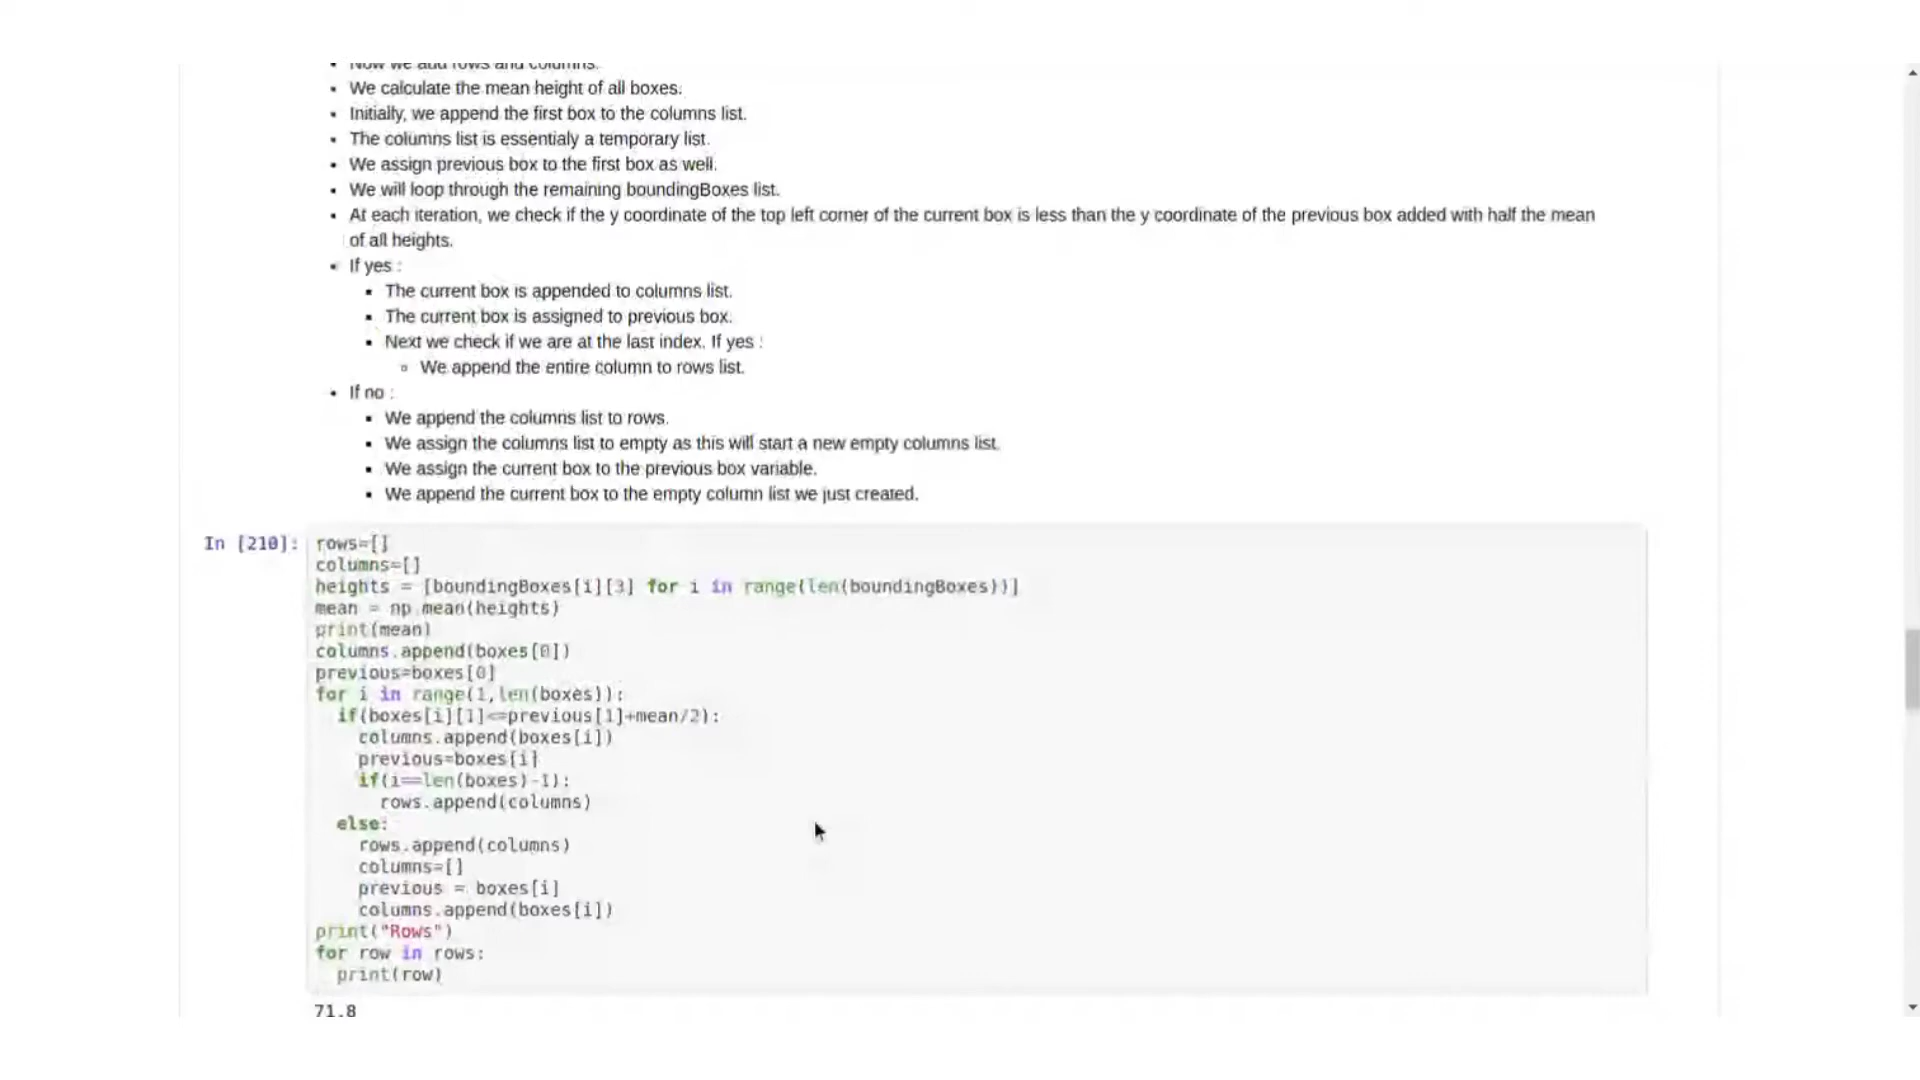 • Now we add rows and columns.
• We calculate the mean height of all boxes.
• Initially, we append the first box to the columns list.
• The columns list is essentialy a temporary list.
• We assign previous box to the first box as well.
• We will loop through the remaining boundingBoxes list.
• At each iteration, we check if the y coordinate of the top left corner of the current box is less than the y coordinate of the previous box added with half the mean
of all heights.
• If yes :
▪ The current box is appended to columns list.
▪ The current box is assigned to previous box.
▪ Next we check if we are at the last index. If yes :
▫ We append the entire column to rows list.
• If no :
▪ We append the columns list to rows.
▪ We assign the columns list to empty as this will start a new empty columns list.
▪ We assign the current box to the previous box variable.
▪ We append the current box to the empty column list we just created.
In [210]: rows=[]
columns=[]
heights = [boundingBoxes[i][3] for i in range(len(boundingBoxes))]
mean = np.mean(heights)
print(mean)
columns.append(boxes[0])
previous=boxes[0]
for i in range(1,len(boxes)):
  if(boxes[i][1]<=previous[1]+mean/2):
    columns.append(boxes[i])
    previous=boxes[i]
    if(i==len(boxes)-1):
      rows.append(columns)
  else:
    rows.append(columns)
    columns=[]
    previous = boxes[i]
    columns.append(boxes[i])
print("Rows")
for row in rows:
  print(row)
71.8